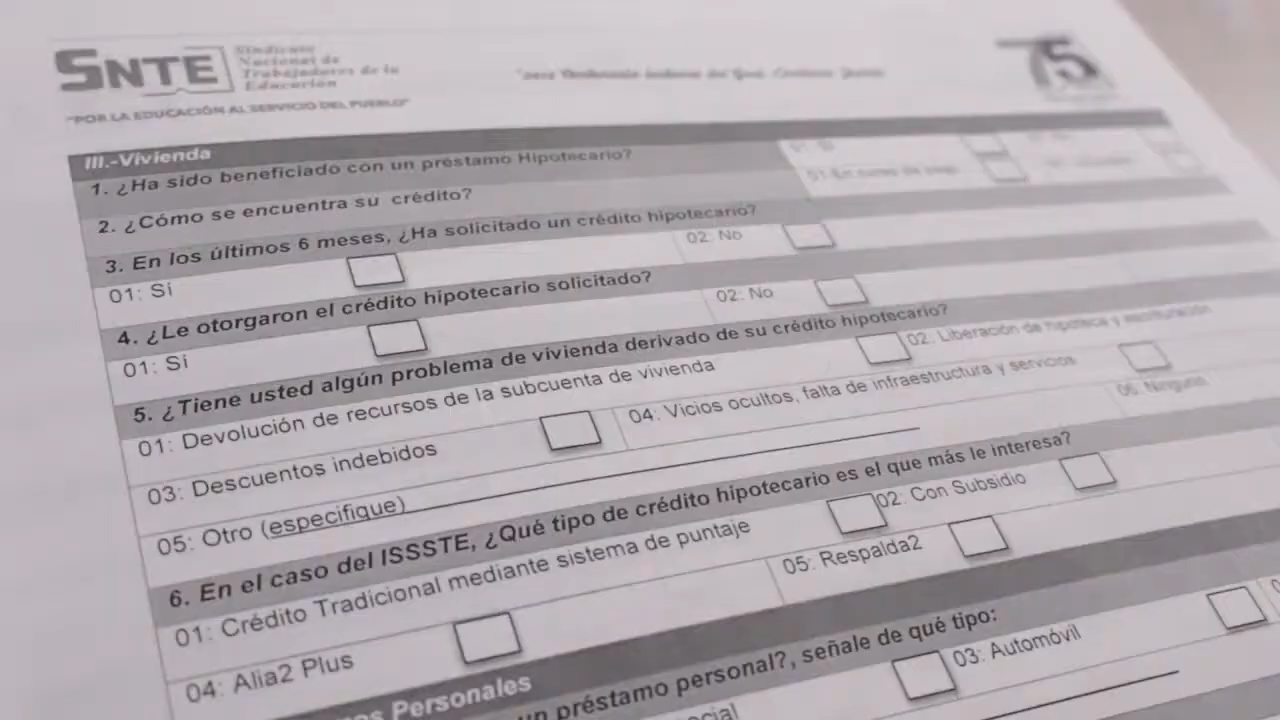 SNTE
Sindicato
Nacional de
Trabajadores de la
Educación
"POR LA EDUCACIÓN AL SERVICIO DEL PUEBLO"
75
III.-Vivienda
1. ¿Ha sido beneficiado con un préstamo Hipotecario?
2. ¿Cómo se encuentra su crédito?
3. En los últimos 6 meses, ¿Ha solicitado un crédito hipotecario?
01: Sí 02: No
4. ¿Le otorgaron el crédito hipotecario solicitado?
01: Sí 02: No
5. ¿Tiene usted algún problema de vivienda derivado de su crédito hipotecario?
01: Devolución de recursos de la subcuenta de vivienda 02: Liberación de hipoteca y escrituración
03: Descuentos indebidos 04: Vicios ocultos, falta de infraestructura y servicios
05: Otro (especifique) 06: Ninguno
6. En el caso del ISSSTE, ¿Qué tipo de crédito hipotecario es el que más le interesa?
01: Crédito Tradicional mediante sistema de puntaje 02: Con Subsidio
04: Alia2 Plus 05: Respalda2
Personales
un préstamo personal?, señale de qué tipo:
03: Automóvil